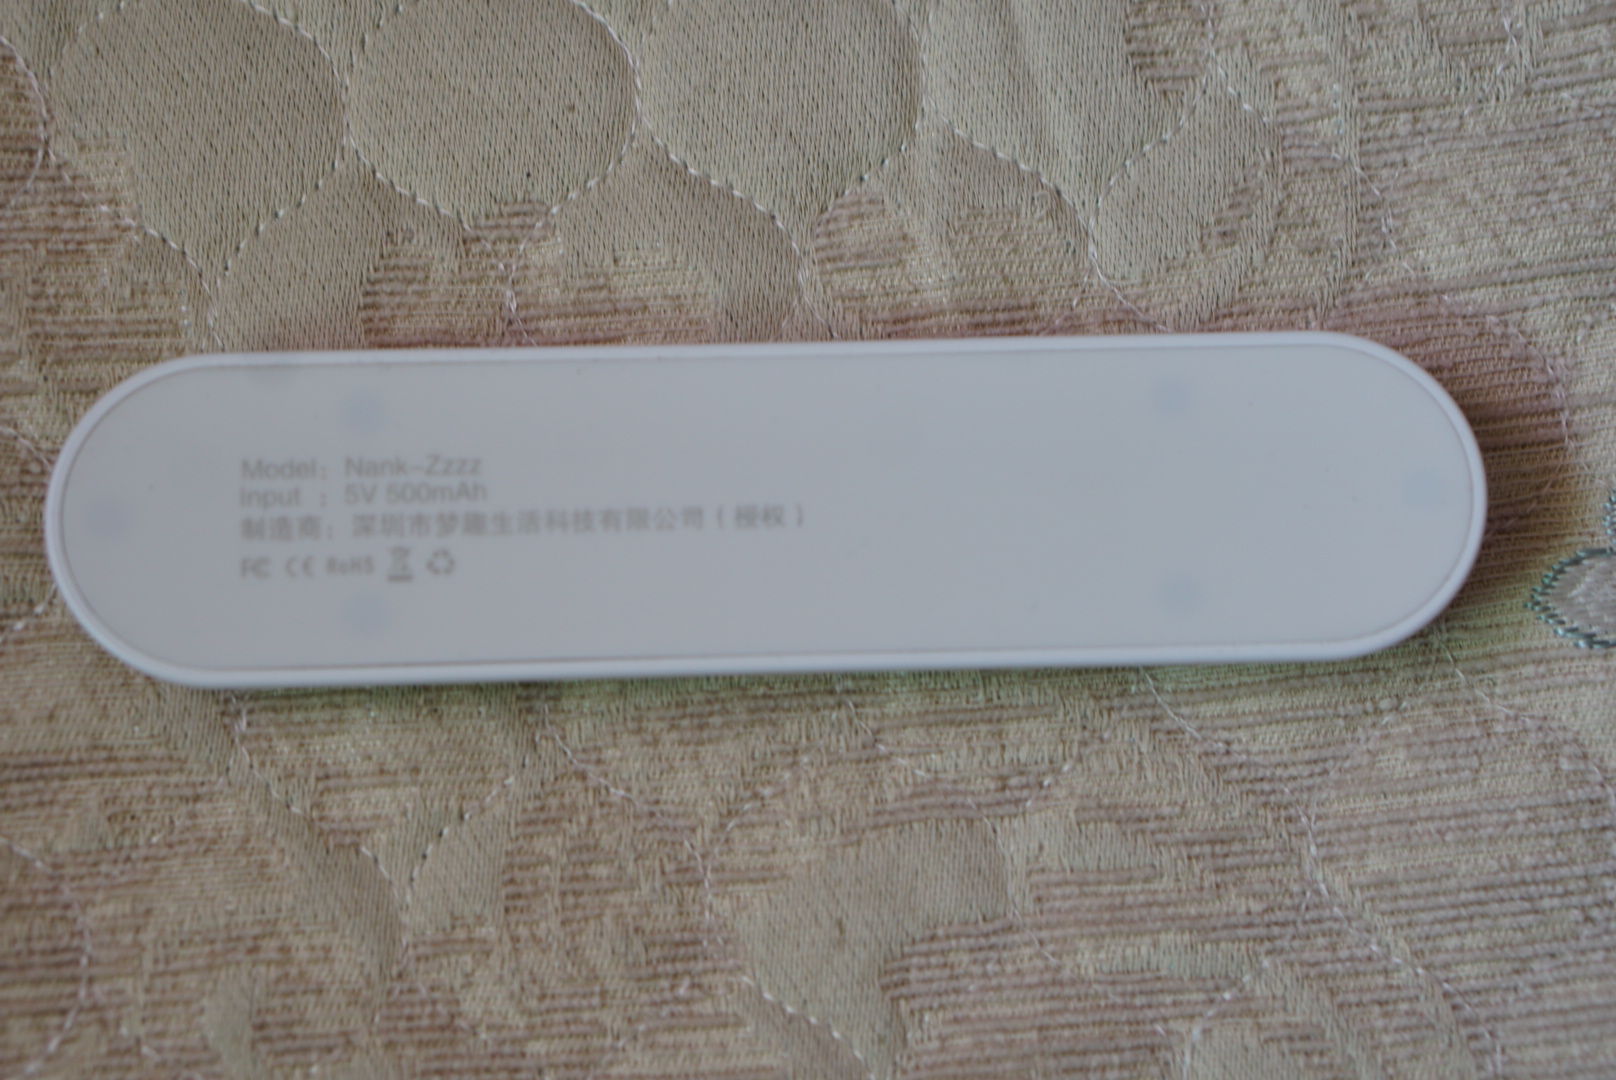 Model: Nank-Zzzz
Input : 5V 500mAh
制造商: 深圳市梦趣生活科技有限公司(授权)
FC CE RoHS